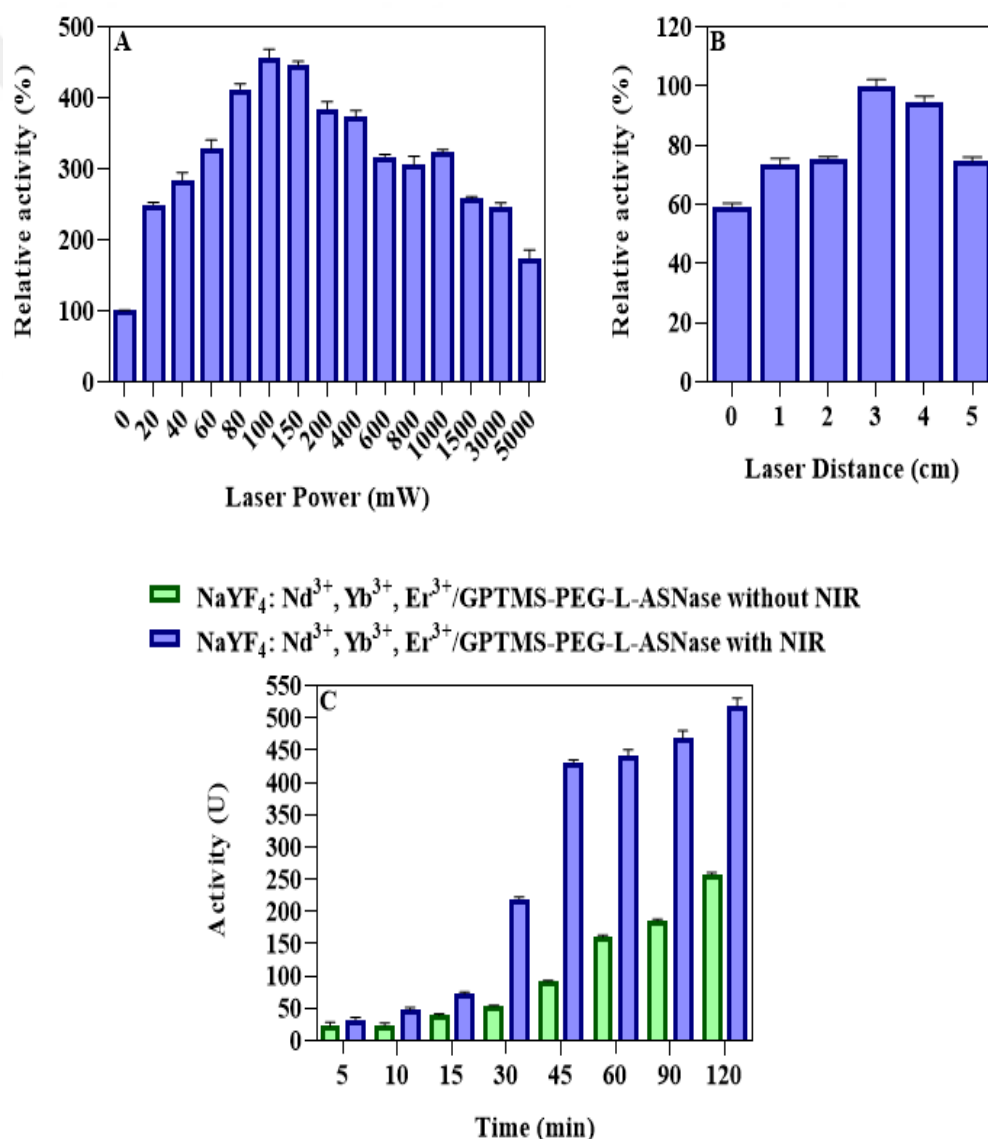 A
Relative activity (%)
500
400
300
200
100
0
0 20 40 60 80 100 150 200 400 600 800 1000 1500 3000 5000
Laser Power (mW)
B
Relative activity (%)
120
100
80
60
40
20
0
0 1 2 3 4 5
Laser Distance (cm)
NaYF₄: Nd³⁺, Yb³⁺, Er³⁺/GPTMS-PEG-L-ASNase without NIR
NaYF₄: Nd³⁺, Yb³⁺, Er³⁺/GPTMS-PEG-L-ASNase with NIR
C
Activity (U)
550
500
450
400
350
300
250
200
150
100
50
0
5 10 15 30 45 60 90 120
Time (min)